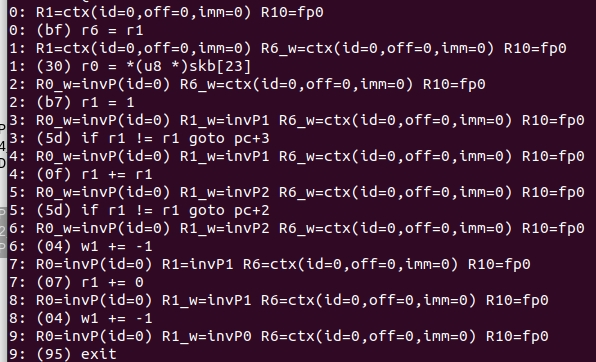 0: R1=ctx(id=0,off=0,imm=0) R10=fp0
0: (bf) r6 = r1
1: R1=ctx(id=0,off=0,imm=0) R6_w=ctx(id=0,off=0,imm=0) R10=fp0
1: (30) r0 = *(u8 *)skb[23]
2: R0_w=invP(id=0) R6_w=ctx(id=0,off=0,imm=0) R10=fp0
2: (b7) r1 = 1
3: R0_w=invP(id=0) R1_w=invP1 R6_w=ctx(id=0,off=0,imm=0) R10=fp0
3: (5d) if r1 != r1 goto pc+3
4: R0_w=invP(id=0) R1_w=invP1 R6_w=ctx(id=0,off=0,imm=0) R10=fp0
4: (0f) r1 += r1
5: R0_w=invP(id=0) R1_w=invP2 R6_w=ctx(id=0,off=0,imm=0) R10=fp0
5: (5d) if r1 != r1 goto pc+2
6: R0_w=invP(id=0) R1_w=invP2 R6_w=ctx(id=0,off=0,imm=0) R10=fp0
6: (04) w1 += -1
7: R0=invP(id=0) R1=invP1 R6=ctx(id=0,off=0,imm=0) R10=fp0
7: (07) r1 += 0
8: R0=invP(id=0) R1_w=invP1 R6=ctx(id=0,off=0,imm=0) R10=fp0
8: (04) w1 += -1
9: R0=invP(id=0) R1_w=invP0 R6=ctx(id=0,off=0,imm=0) R10=fp0
9: (95) exit